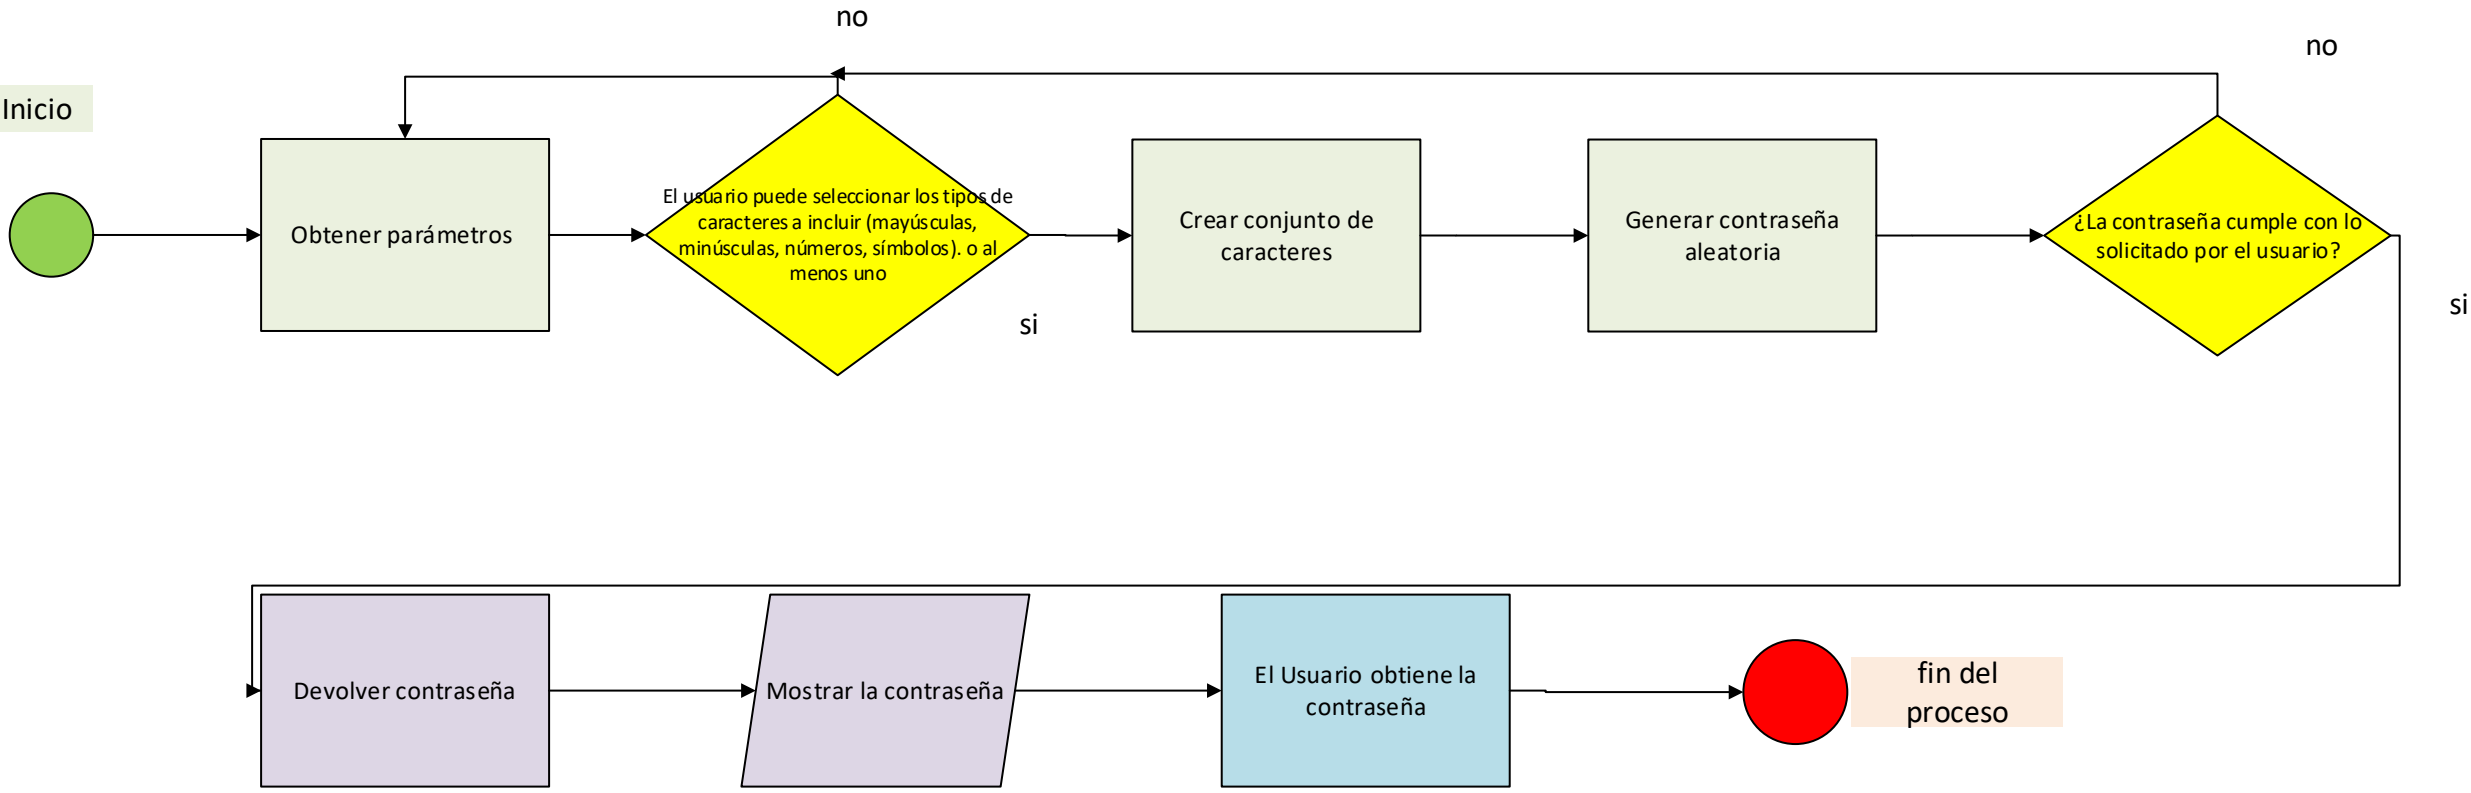 no
no
Inicio
Obtener parámetros
El usuario puede seleccionar los tipos de
caracteres a incluir (mayúsculas,
minúsculas, números, símbolos). o al
menos uno
si
Crear conjunto de
caracteres
Generar contraseña
aleatoria
¿La contraseña cumple con lo
solicitado por el usuario?
si
Devolver contraseña
Mostrar la contraseña
El Usuario obtiene la
contraseña
fin del
proceso